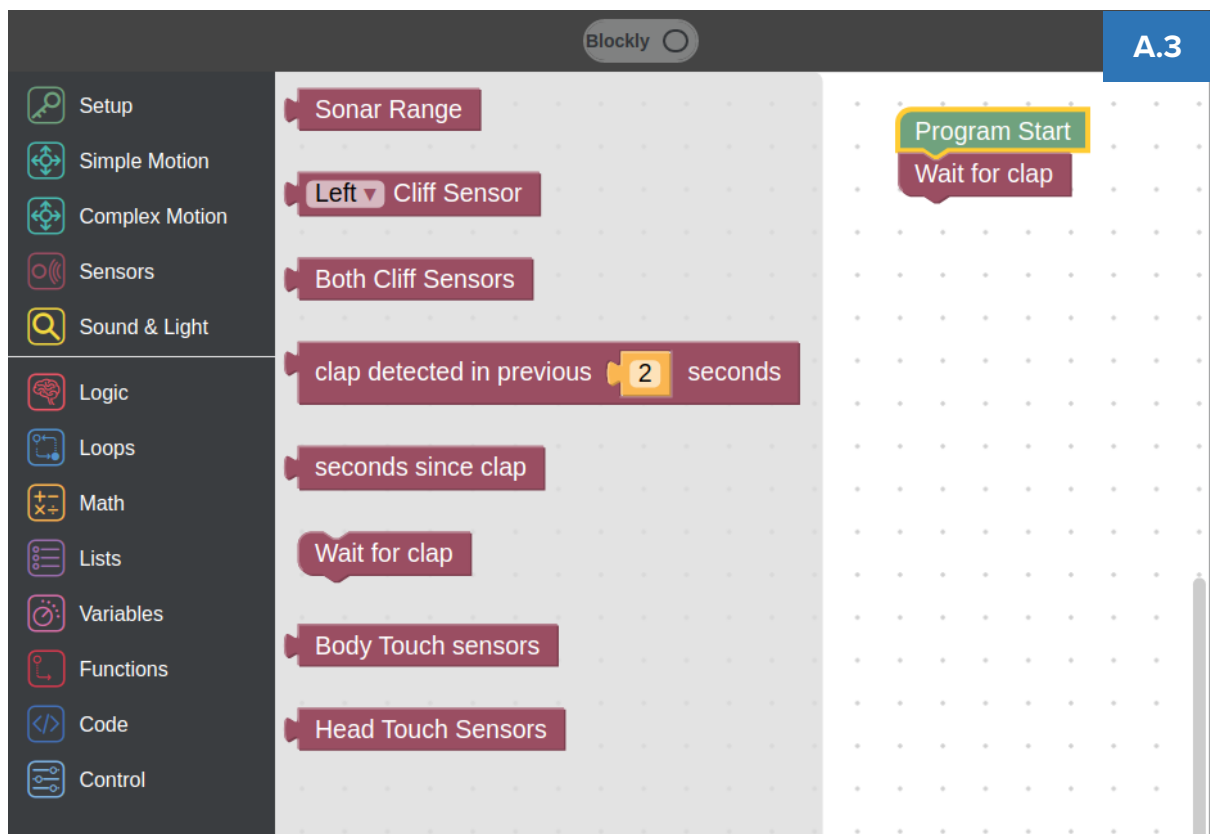 Blockly
A.3
Setup
Simple Motion
Complex Motion
Sensors
Sound & Light
Logic
Loops
Math
Lists
Variables
Functions
Code
Control
Sonar Range
Left ▾ Cliff Sensor
Both Cliff Sensors
clap detected in previous 2 seconds
seconds since clap
Wait for clap
Body Touch sensors
Head Touch Sensors
Program Start
Wait for clap